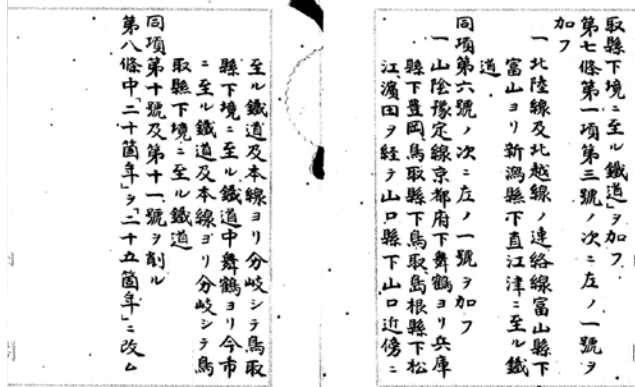 取縣下境ニ至ル鐵道」ヲ加フ
第七條第一項第三號ノ次ニ左ノ一號ヲ
加フ
一 北陸線及北越線ノ連絡線富山縣下
富山ヨリ新潟縣下直江津ニ至ル鐵
道
同項第六號ノ次ニ左ノ一號ヲ加フ
一 山陰豫定線京都府下舞鶴ヨリ兵庫
縣下豊岡鳥取縣下鳥取島根縣下松
江濱田ヲ経テ山口縣下山口近傍ニ
至ル鐵道及本線ヨリ分岐シテ鳥取
縣下境ニ至ル鐵道中舞鶴ヨリ今市
ニ至ル鐵道及本線ヨリ分岐シテ鳥
取縣下境ニ至ル鐵道
同項第十號及第十一號ヲ削ル
第八條中「二十箇年」ヲ「二十五箇年」ニ改ム